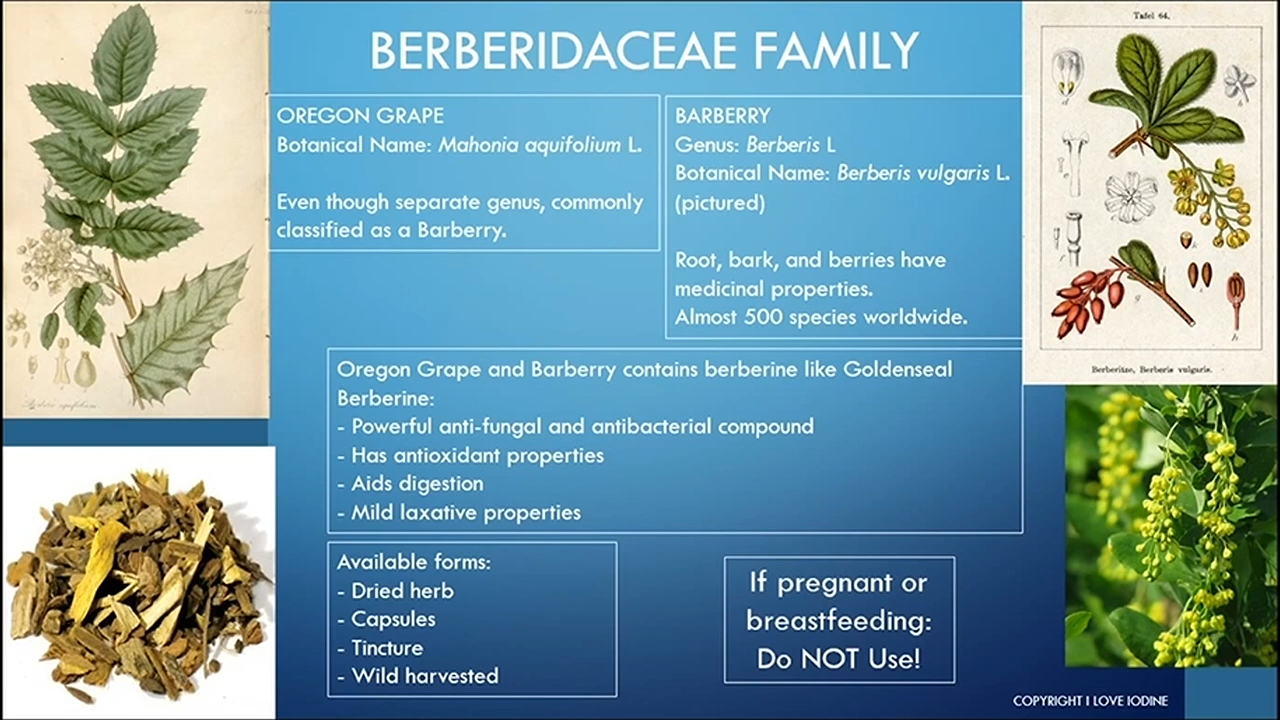 BERBERIDACEAE FAMILY
OREGON GRAPE
Botanical Name: Mahonia aquifolium L.
Even though separate genus, commonly
classified as a Barberry.
BARBERRY
Genus: Berberis L
Botanical Name: Berberis vulgaris L.
(pictured)
Root, bark, and berries have
medicinal properties.
Almost 500 species worldwide.
Tafel 64.
Berberitze, Berberis vulgaris.
Oregon Grape and Barberry contains berberine like Goldenseal
Berberine:
- Powerful anti-fungal and antibacterial compound
- Has antioxidant properties
- Aids digestion
- Mild laxative properties
Available forms:
- Dried herb
- Capsules
- Tincture
- Wild harvested
If pregnant or
breastfeeding:
Do NOT Use!
COPYRIGHT I LOVE IODINE